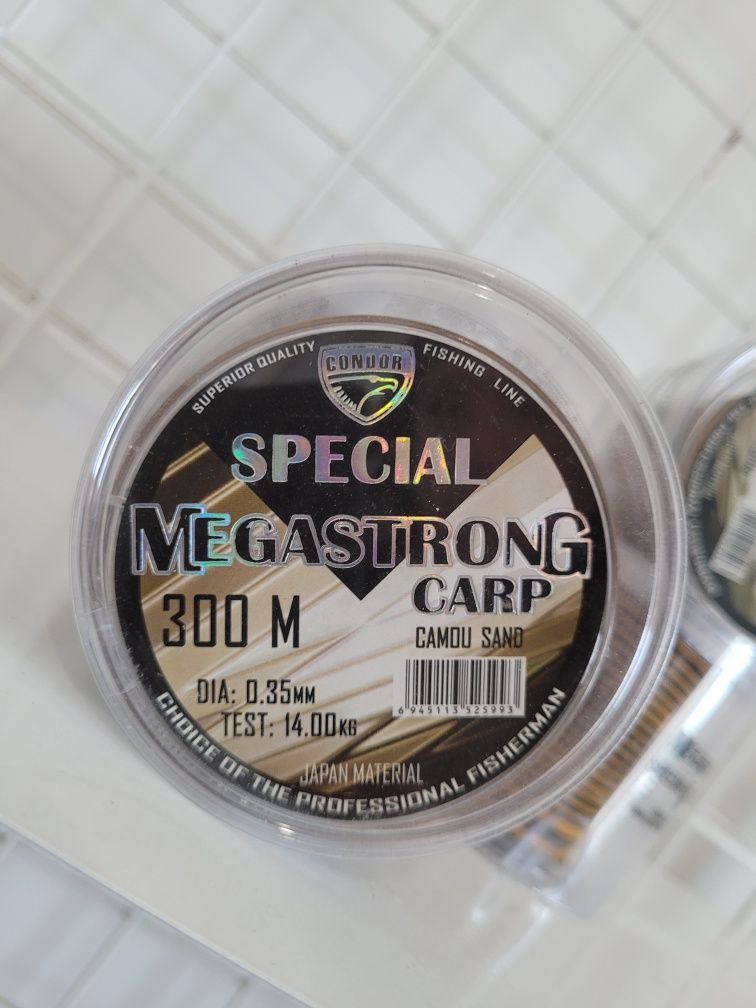 SUPERIOR QUALITY
CONDOR
FISHING LINE
SPECIAL
MEGASTRONG
CARP
300 M
CAMOU SAND
DIA: 0.35MM
TEST: 14.00KG
6 945113 525993
JAPAN MATERIAL
CHOICE OF THE PROFESSIONAL FISHERMAN